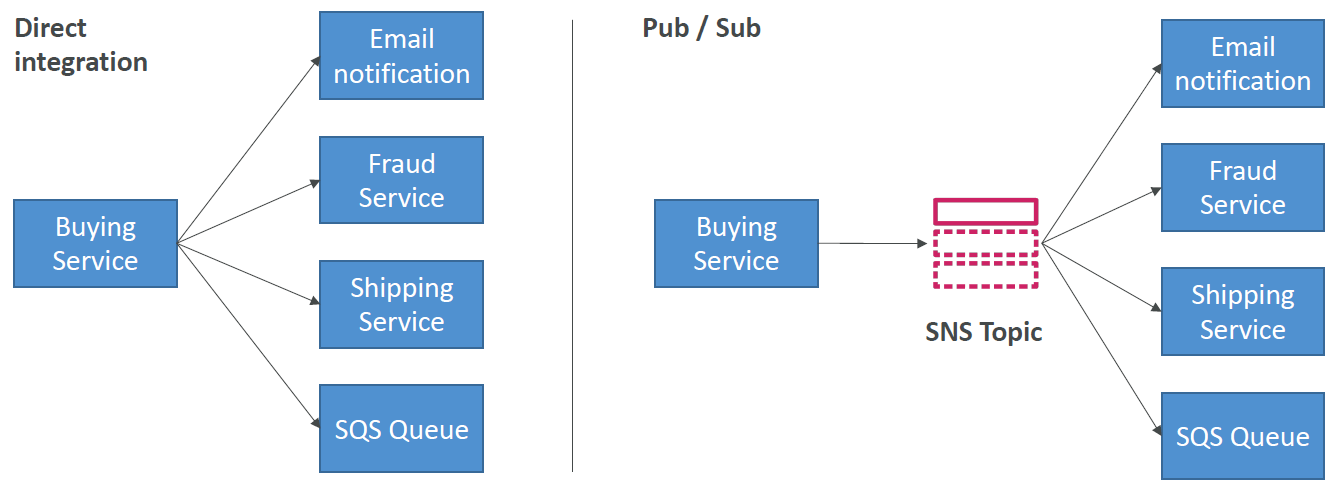 Direct
integration
Email
notification
Fraud
Service
Buying
Service
Shipping
Service
SQS Queue
Pub / Sub
Buying
Service
SNS Topic
Email
notification
Fraud
Service
Shipping
Service
SQS Queue